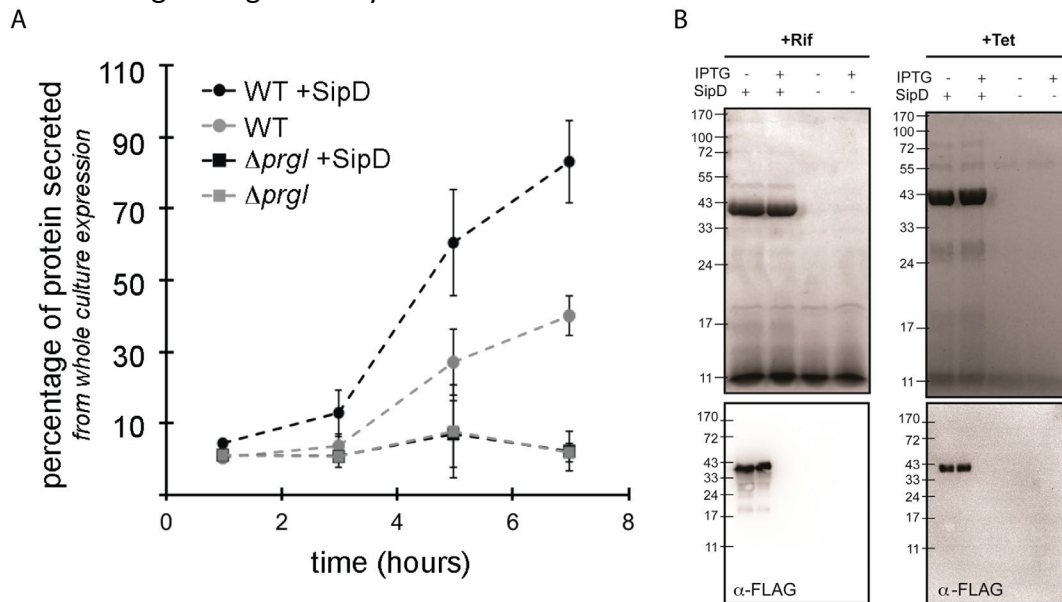 A
percentage of protein secreted
from whole culture expression
110
90
70
50
30
10
WT +SipD
WT
ΔprgI +SipD
ΔprgI
0 2 4 6 8
time (hours)
B
+Rif
IPTG - + - +
SipD + + - -
170
100
72
55
43
33
24
17
11
170
72
43
33
24
17
11
α-FLAG
+Tet
IPTG - + - +
SipD + + - -
170
100
72
55
43
33
24
17
11
170
72
43
33
24
17
11
α-FLAG